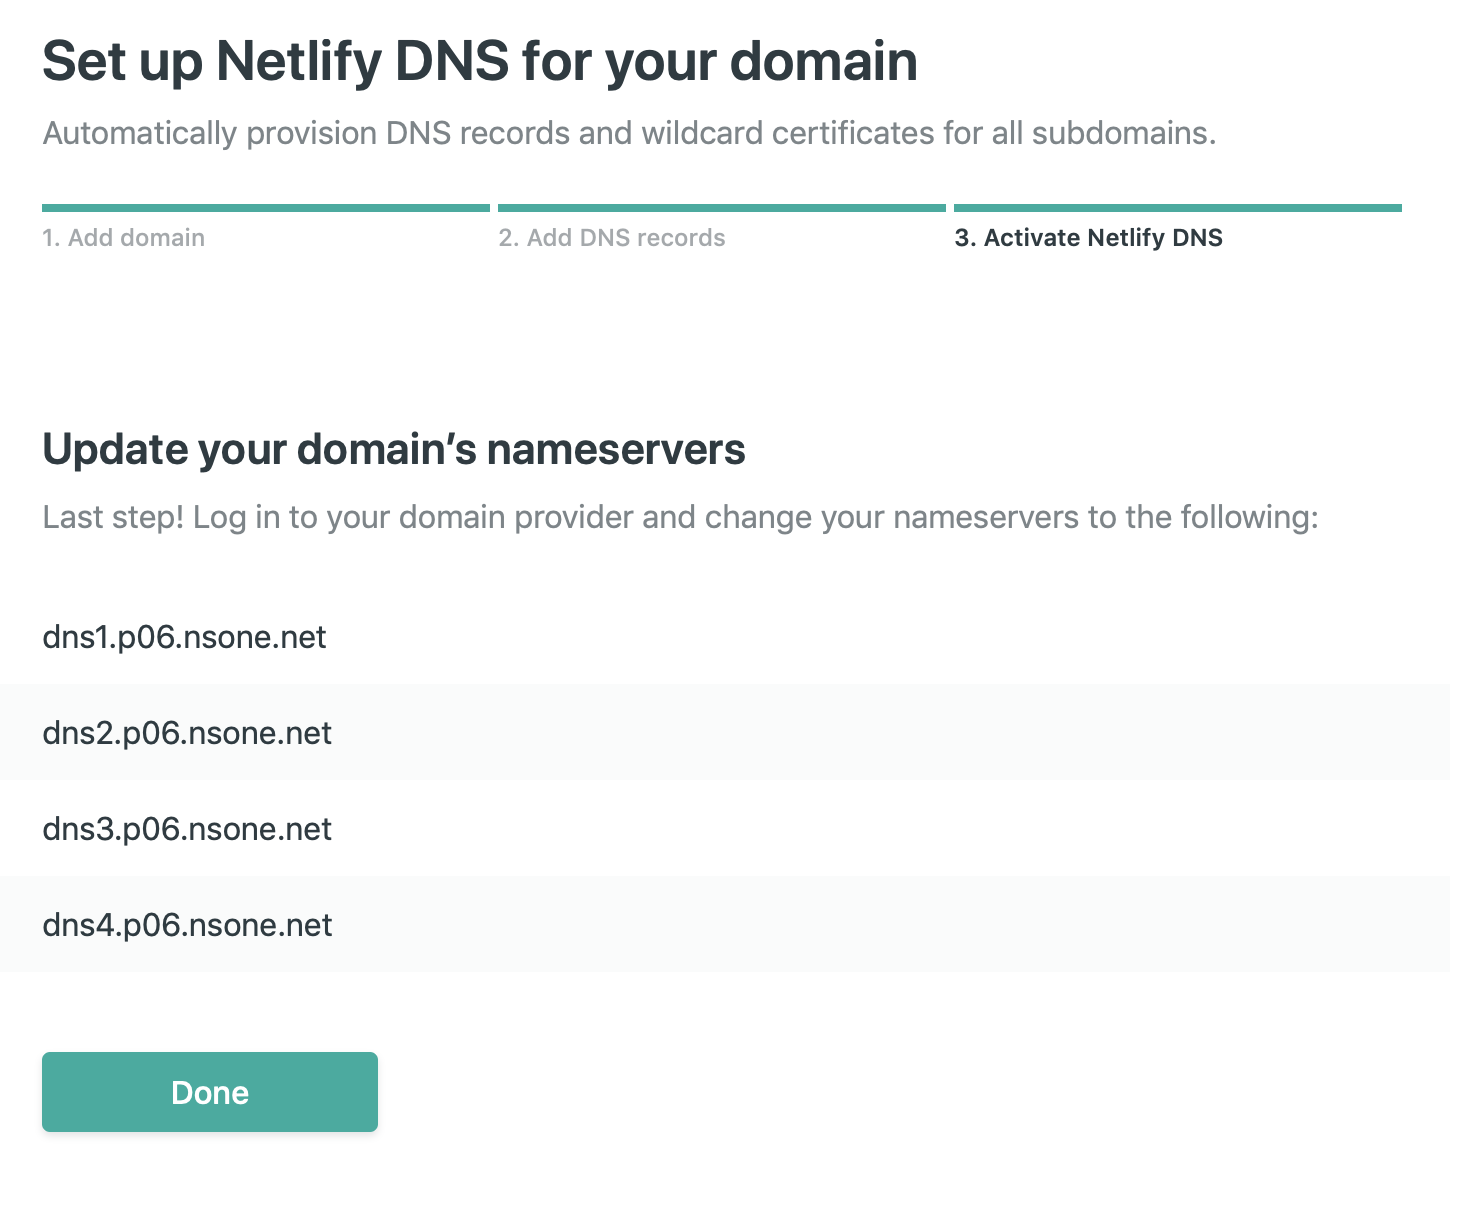 Set up Netlify DNS for your domain
Automatically provision DNS records and wildcard certificates for all subdomains.
1. Add domain
2. Add DNS records
3. Activate Netlify DNS
Update your domain’s nameservers
Last step! Log in to your domain provider and change your nameservers to the following:
dns1.p06.nsone.net
dns2.p06.nsone.net
dns3.p06.nsone.net
dns4.p06.nsone.net
Done